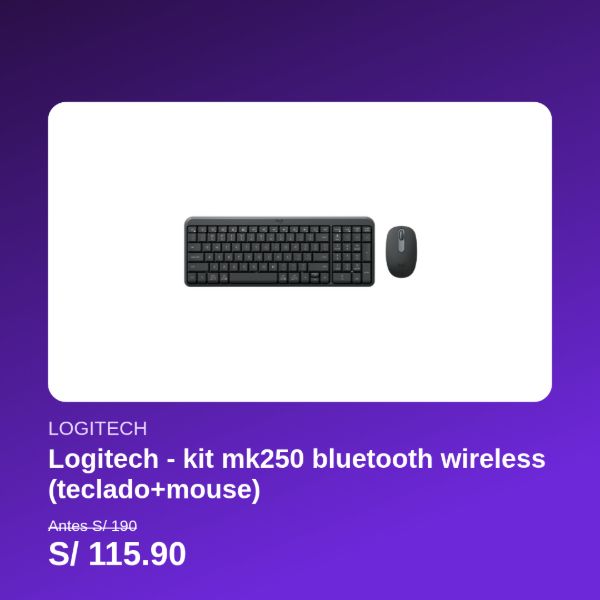 LOGITECH
Logitech - kit mk250 bluetooth wireless
(teclado+mouse)
Antes S/ 190
S/ 115.90